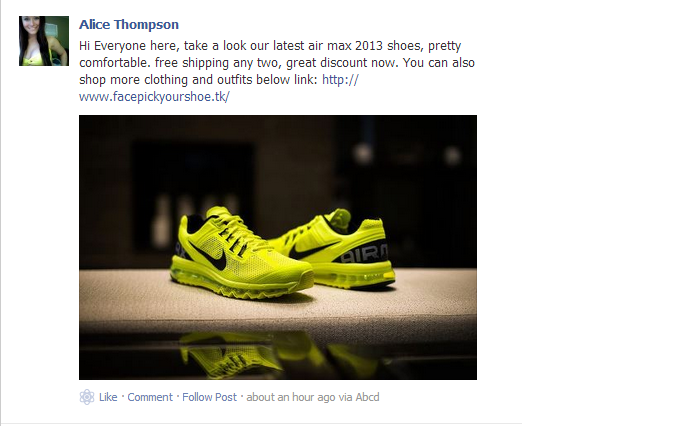 Alice Thompson
Hi Everyone here, take a look our latest air max 2013 shoes, pretty
comfortable. free shipping any two, great discount now. You can also
shop more clothing and outfits below link: http://
www.facepickyourshoe.tk/
Like · Comment · Follow Post · about an hour ago via Abcd